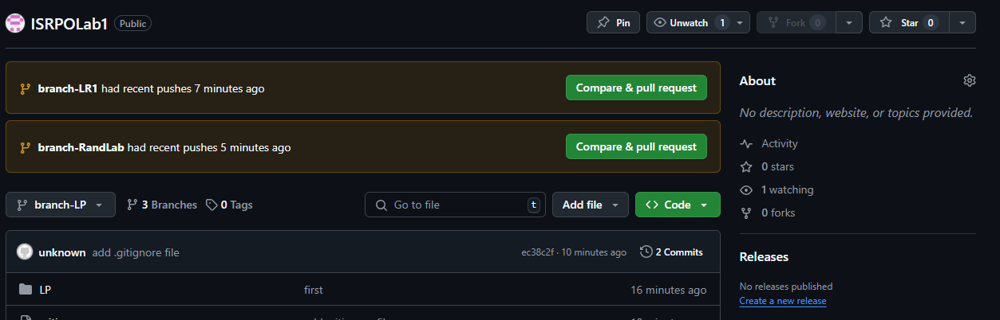 ISRPOLab1 Public
Pin
Unwatch 1
Fork 0
Star 0
branch-LR1 had recent pushes 7 minutes ago
Compare & pull request
branch-RandLab had recent pushes 5 minutes ago
Compare & pull request
branch-LP
3 Branches
0 Tags
Go to file
t
Add file
Code
unknown add .gitignore file
ec38c2f · 10 minutes ago
2 Commits
LP
first
16 minutes ago
About
No description, website, or topics provided.
Activity
0 stars
1 watching
0 forks
Releases
No releases published
Create a new release